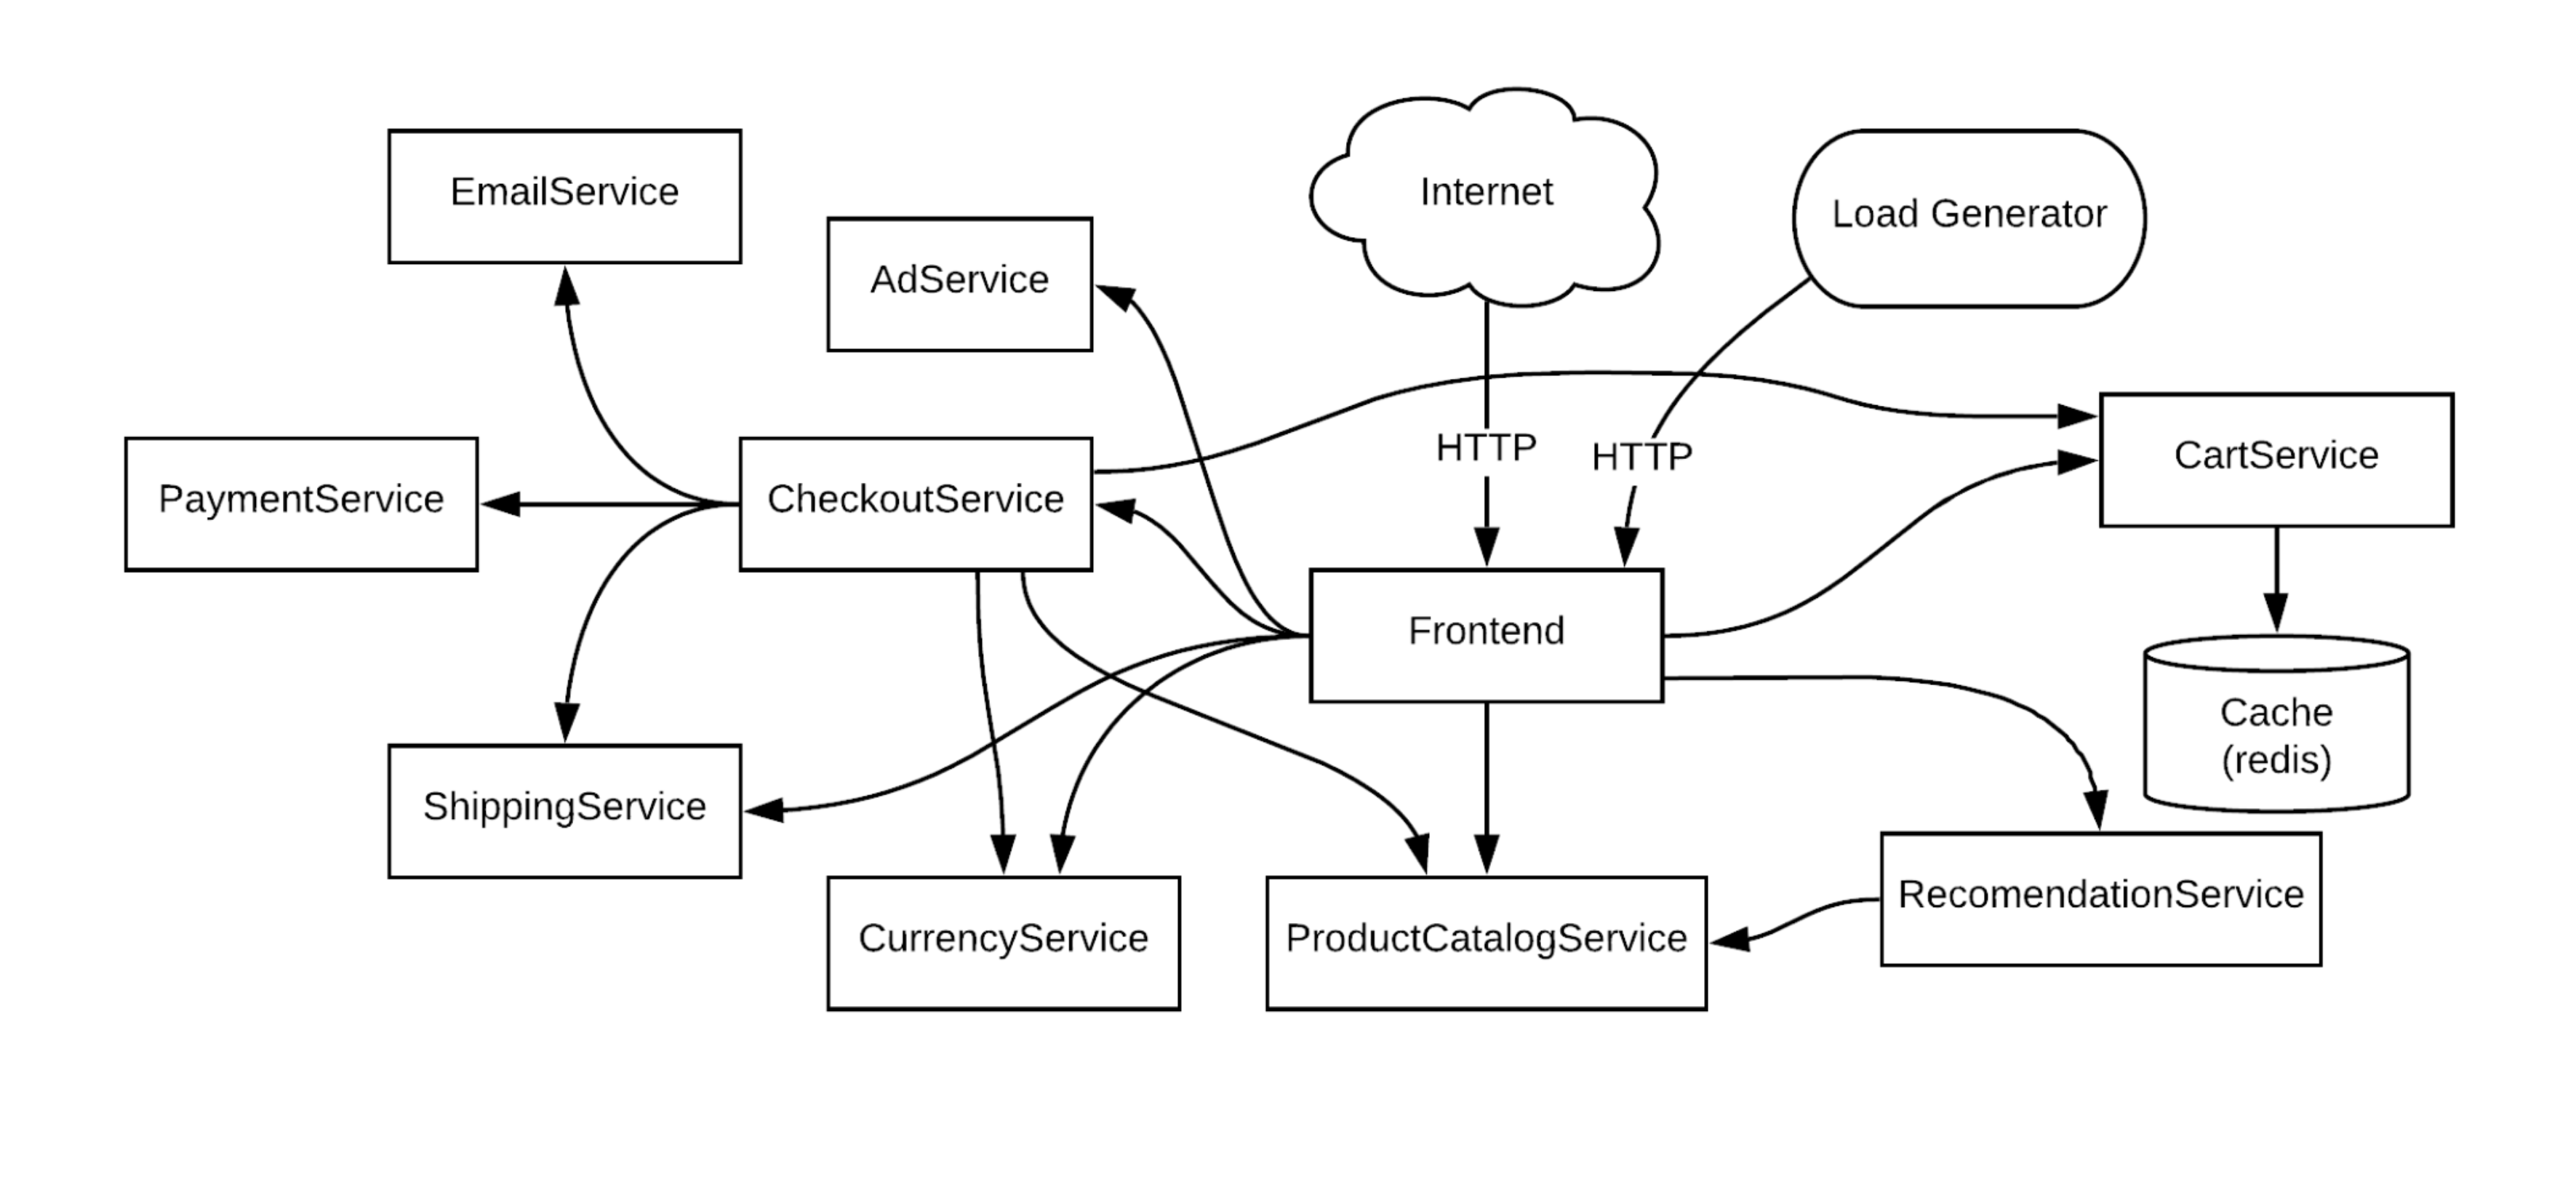 EmailService
Internet
Load Generator
AdService
HTTP
HTTP
CartService
PaymentService
CheckoutService
Frontend
Cache
(redis)
ShippingService
RecomendationService
CurrencyService
ProductCatalogService